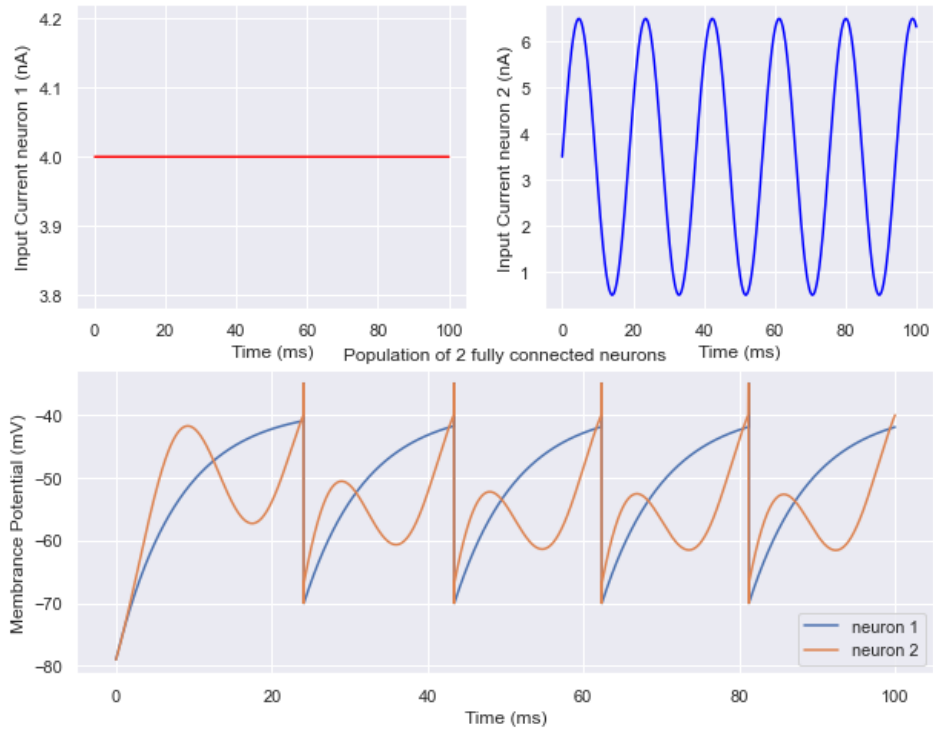 4.2
4.1
4.0
3.9
3.8
Input Current neuron 1 (nA)
0 20 40 60 80 100
Time (ms)
6
5
4
3
2
1
Input Current neuron 2 (nA)
0 20 40 60 80 100
Time (ms)
Population of 2 fully connected neurons
−40
−50
−60
−70
−80
Membrance Potential (mV)
neuron 1
neuron 2
0 20 40 60 80 100
Time (ms)